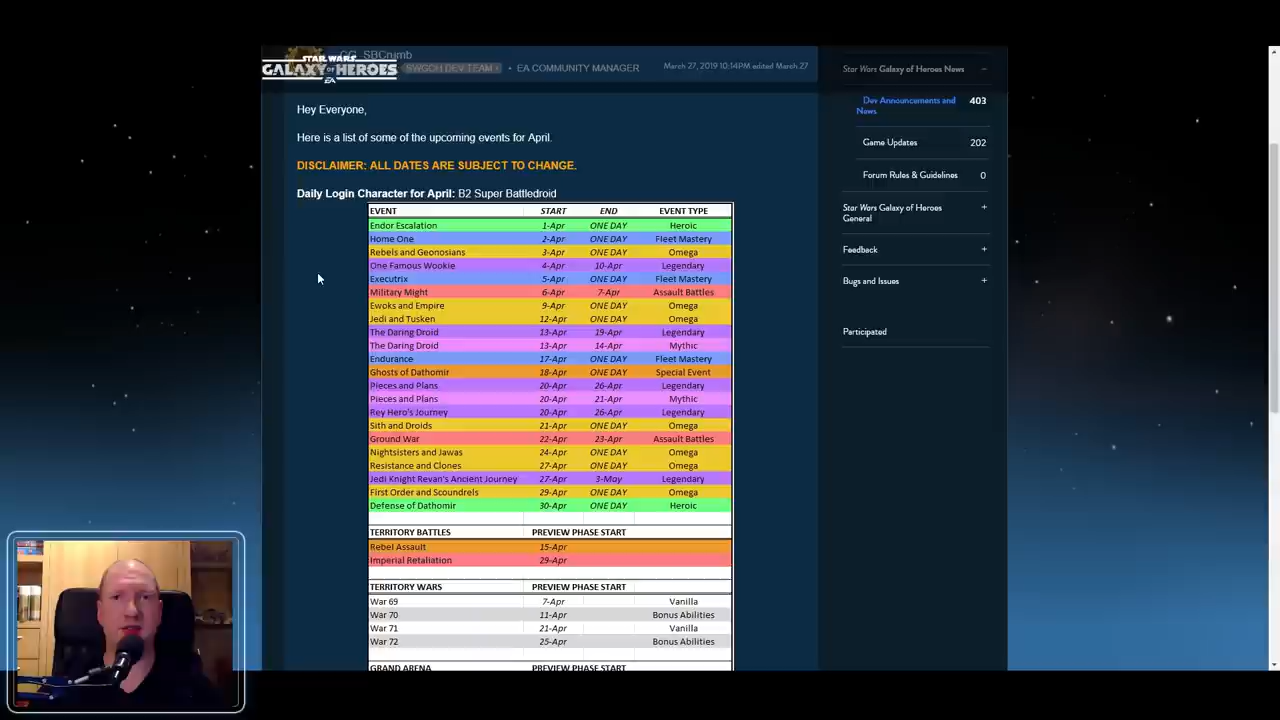 CG_SBCrumb
STAR WARS
GALAXY OF HEROES
EA
SWGOH DEV TEAM • EA COMMUNITY MANAGER
March 27, 2019 10:14PM edited March 27
Hey Everyone,
Here is a list of some of the upcoming events for April.
DISCLAIMER: ALL DATES ARE SUBJECT TO CHANGE.
Daily Login Character for April: B2 Super Battledroid
EVENT START END EVENT TYPE
Endor Escalation 1-Apr ONE DAY Heroic
Home One 2-Apr ONE DAY Fleet Mastery
Rebels and Geonosians 3-Apr ONE DAY Omega
One Famous Wookie 4-Apr 10-Apr Legendary
Executrix 5-Apr ONE DAY Fleet Mastery
Military Might 6-Apr 7-Apr Assault Battles
Ewoks and Empire 9-Apr ONE DAY Omega
Jedi and Tusken 12-Apr ONE DAY Omega
The Daring Droid 13-Apr 19-Apr Legendary
The Daring Droid 13-Apr 14-Apr Mythic
Endurance 17-Apr ONE DAY Fleet Mastery
Ghosts of Dathomir 18-Apr ONE DAY Special Event
Pieces and Plans 20-Apr 26-Apr Legendary
Pieces and Plans 20-Apr 21-Apr Mythic
Rey Hero's Journey 20-Apr 26-Apr Legendary
Sith and Droids 21-Apr ONE DAY Omega
Ground War 22-Apr 23-Apr Assault Battles
Nightsisters and Jawas 24-Apr ONE DAY Omega
Resistance and Clones 27-Apr ONE DAY Omega
Jedi Knight Revan's Ancient Journey 27-Apr 3-May Legendary
First Order and Scoundrels 29-Apr ONE DAY Omega
Defense of Dathomir 30-Apr ONE DAY Heroic
TERRITORY BATTLES PREVIEW PHASE START
Rebel Assault 15-Apr
Imperial Retaliation 29-Apr
TERRITORY WARS PREVIEW PHASE START
War 69 7-Apr Vanilla
War 70 11-Apr Bonus Abilities
War 71 21-Apr Vanilla
War 72 25-Apr Bonus Abilities
GRAND ARENA PREVIEW PHASE START
Star Wars Galaxy of Heroes News −
Dev Announcements and 403
News
Game Updates 202
Forum Rules & Guidelines 0
Star Wars Galaxy of Heroes +
General
Feedback +
Bugs and Issues +
Participated